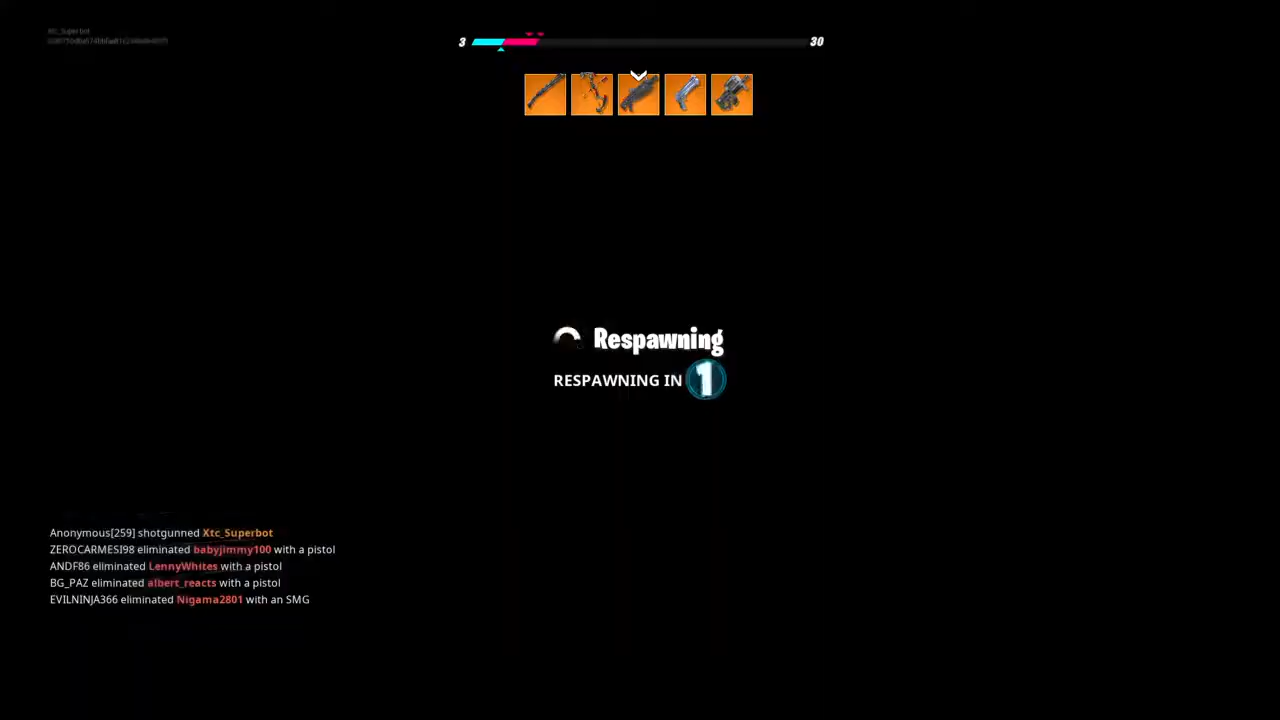 Xtc_Superbot
3
30
Respawning
RESPAWNING IN 1
Anonymous[259] shotgunned Xtc_Superbot
ZEROCARMESI98 eliminated babyjimmy100 with a pistol
ANDF86 eliminated LennyWhites with a pistol
BG_PAZ eliminated albert_reacts with a pistol
EVILNINJA366 eliminated Nigama2801 with an SMG